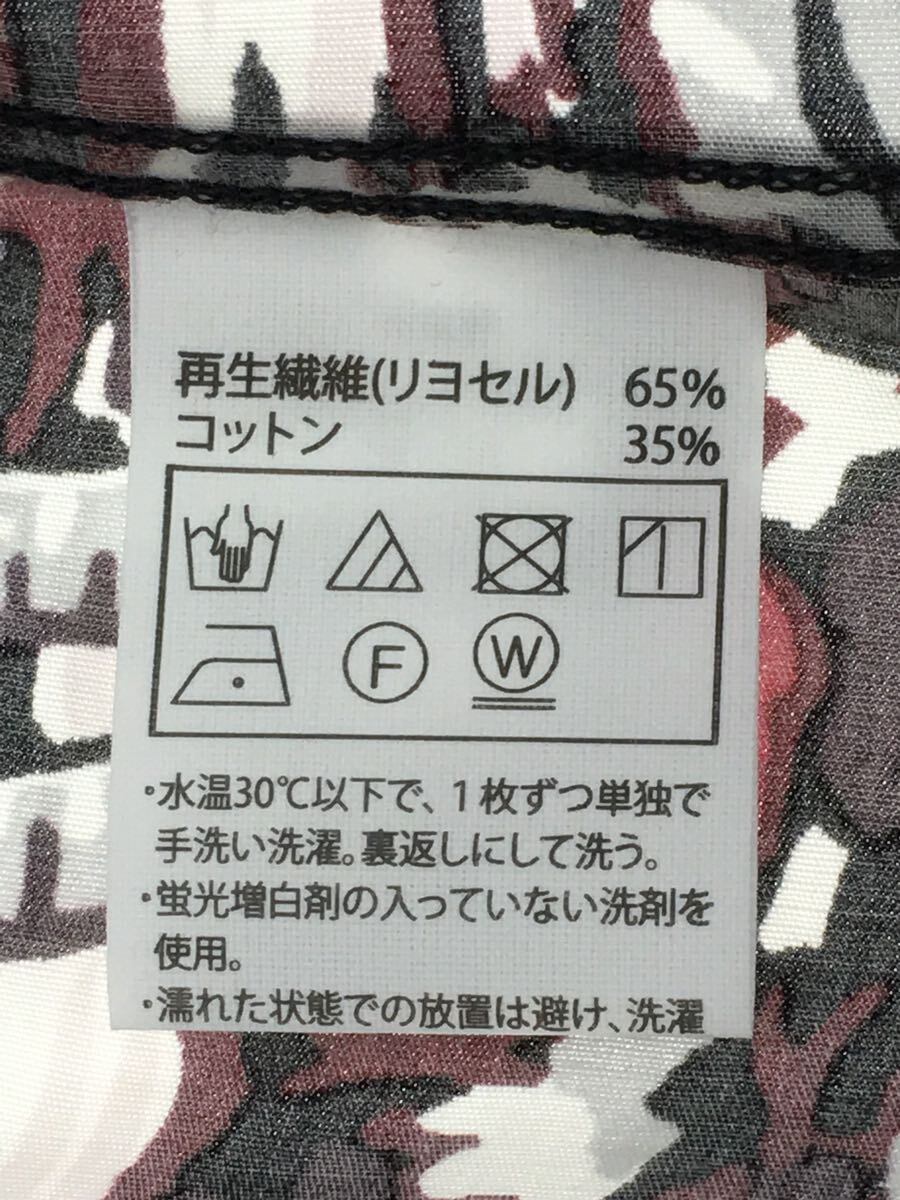 再生繊維(リヨセル) 65%
コットン 35%
F W
・水温30℃以下で、1枚ずつ単独で
手洗い洗濯。裏返しにして洗う。
・蛍光増白剤の入っていない洗剤を
使用。
・濡れた状態での放置は避け、洗濯